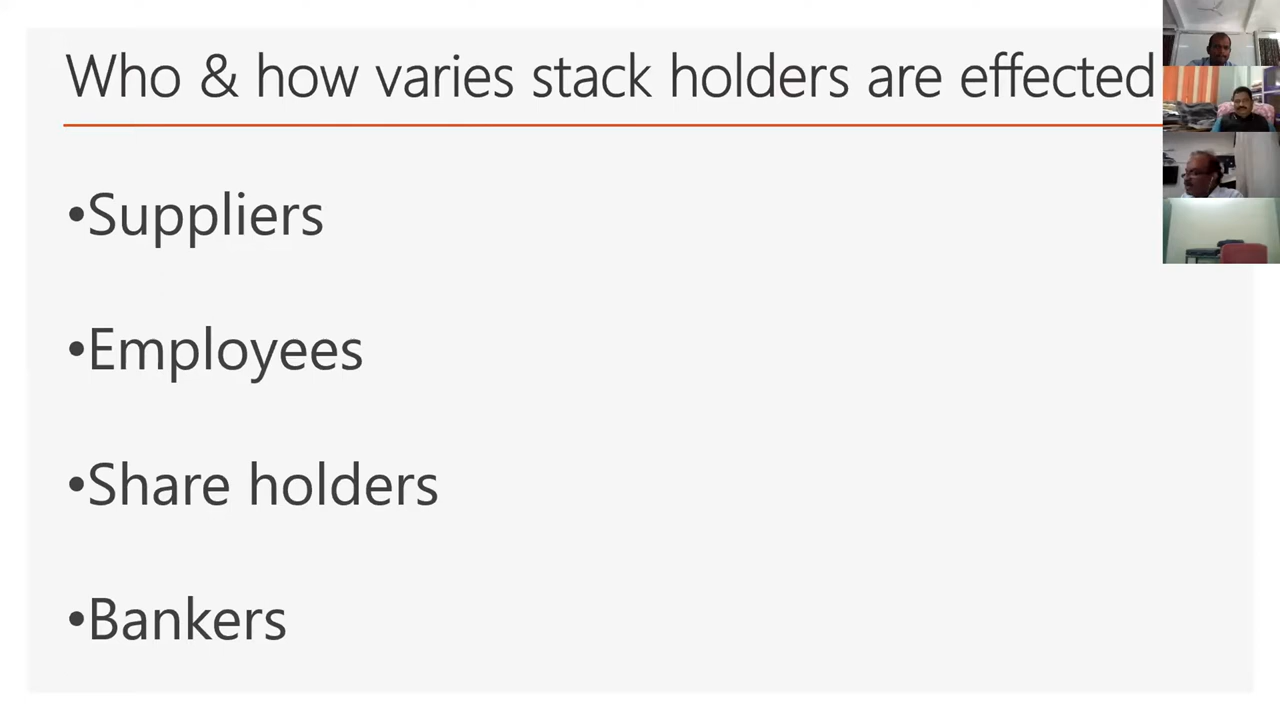 Who & how varies stack holders are effected
•Suppliers
•Employees
•Share holders
•Bankers